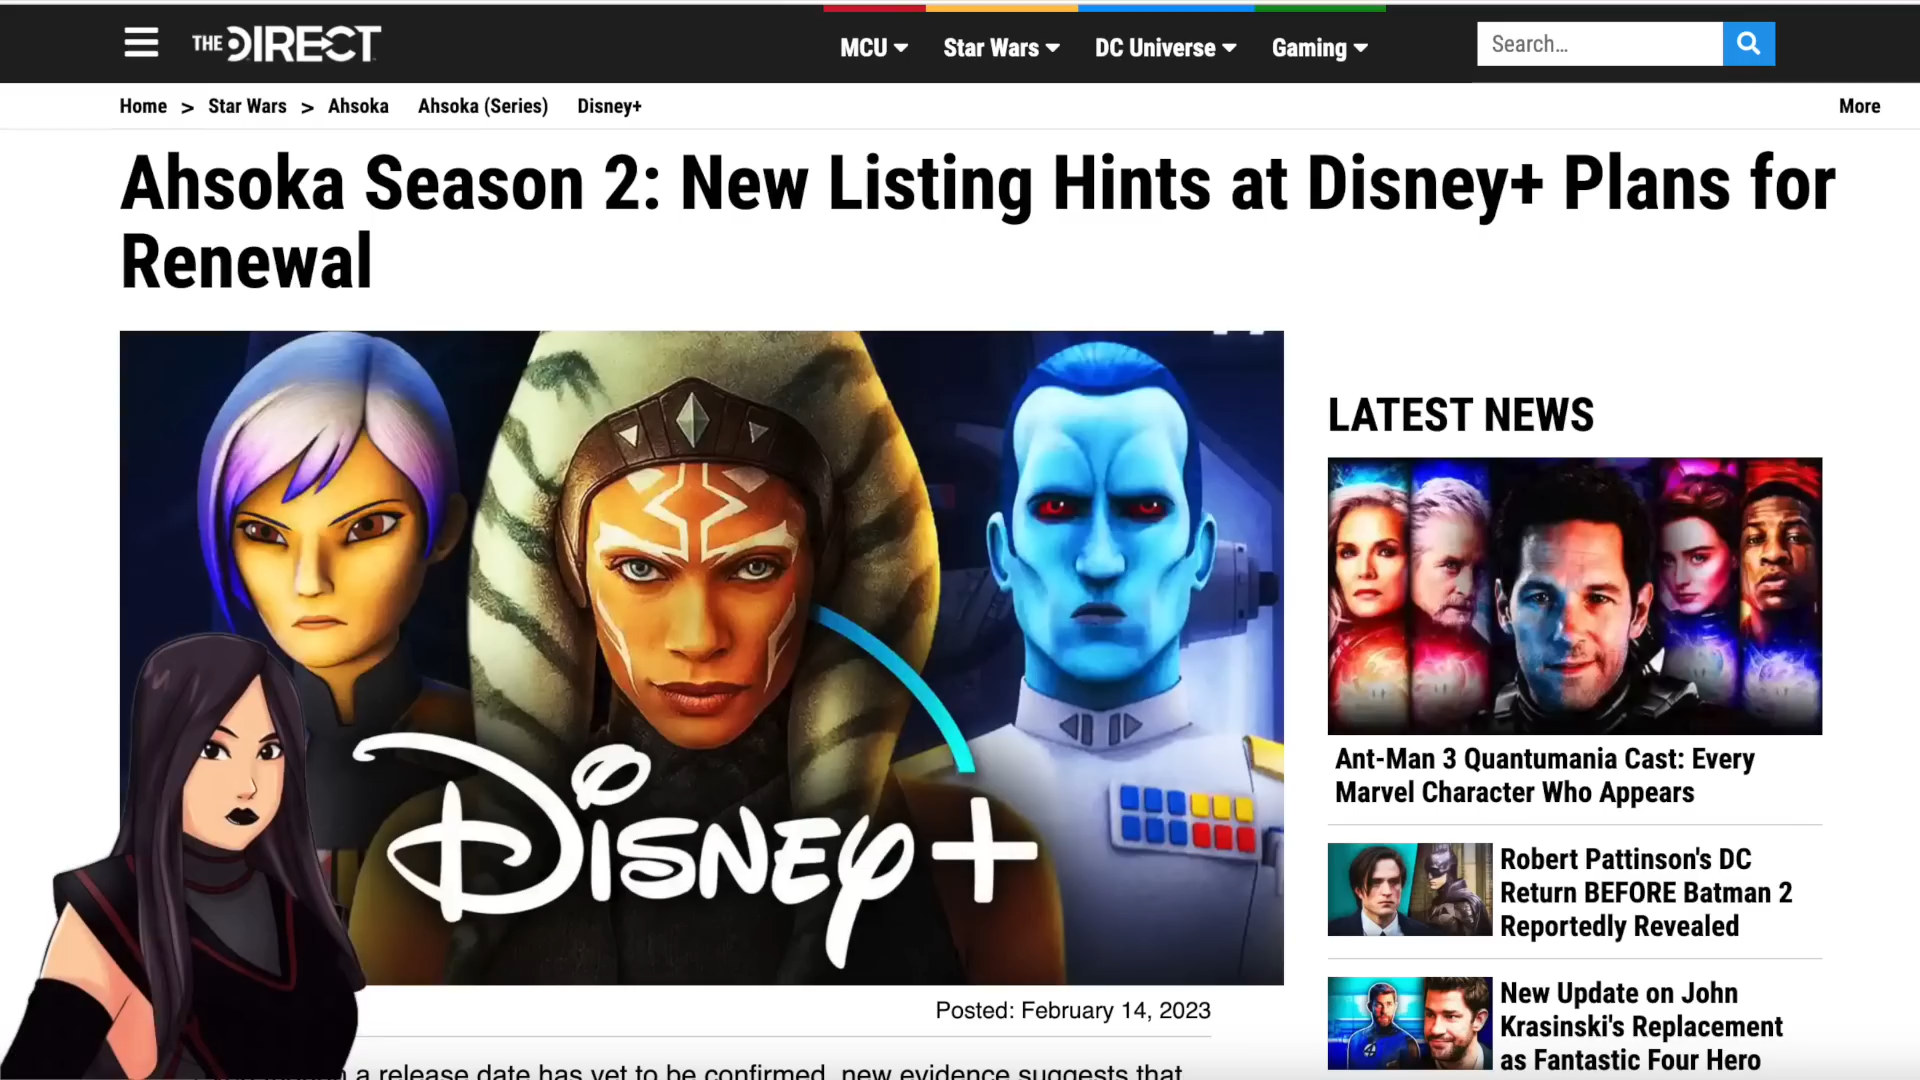 THE DIRECT
MCU Star Wars DC Universe Gaming
Search...
Home > Star Wars > Ahsoka Ahsoka (Series) Disney+
More
Ahsoka Season 2: New Listing Hints at Disney+ Plans for
Renewal
DISNEY+
Posted: February 14, 2023
a release date has yet to be confirmed, new evidence suggests that
LATEST NEWS
Ant-Man 3 Quantumania Cast: Every
Marvel Character Who Appears
Robert Pattinson's DC
Return BEFORE Batman 2
Reportedly Revealed
New Update on John
Krasinski's Replacement
as Fantastic Four Hero